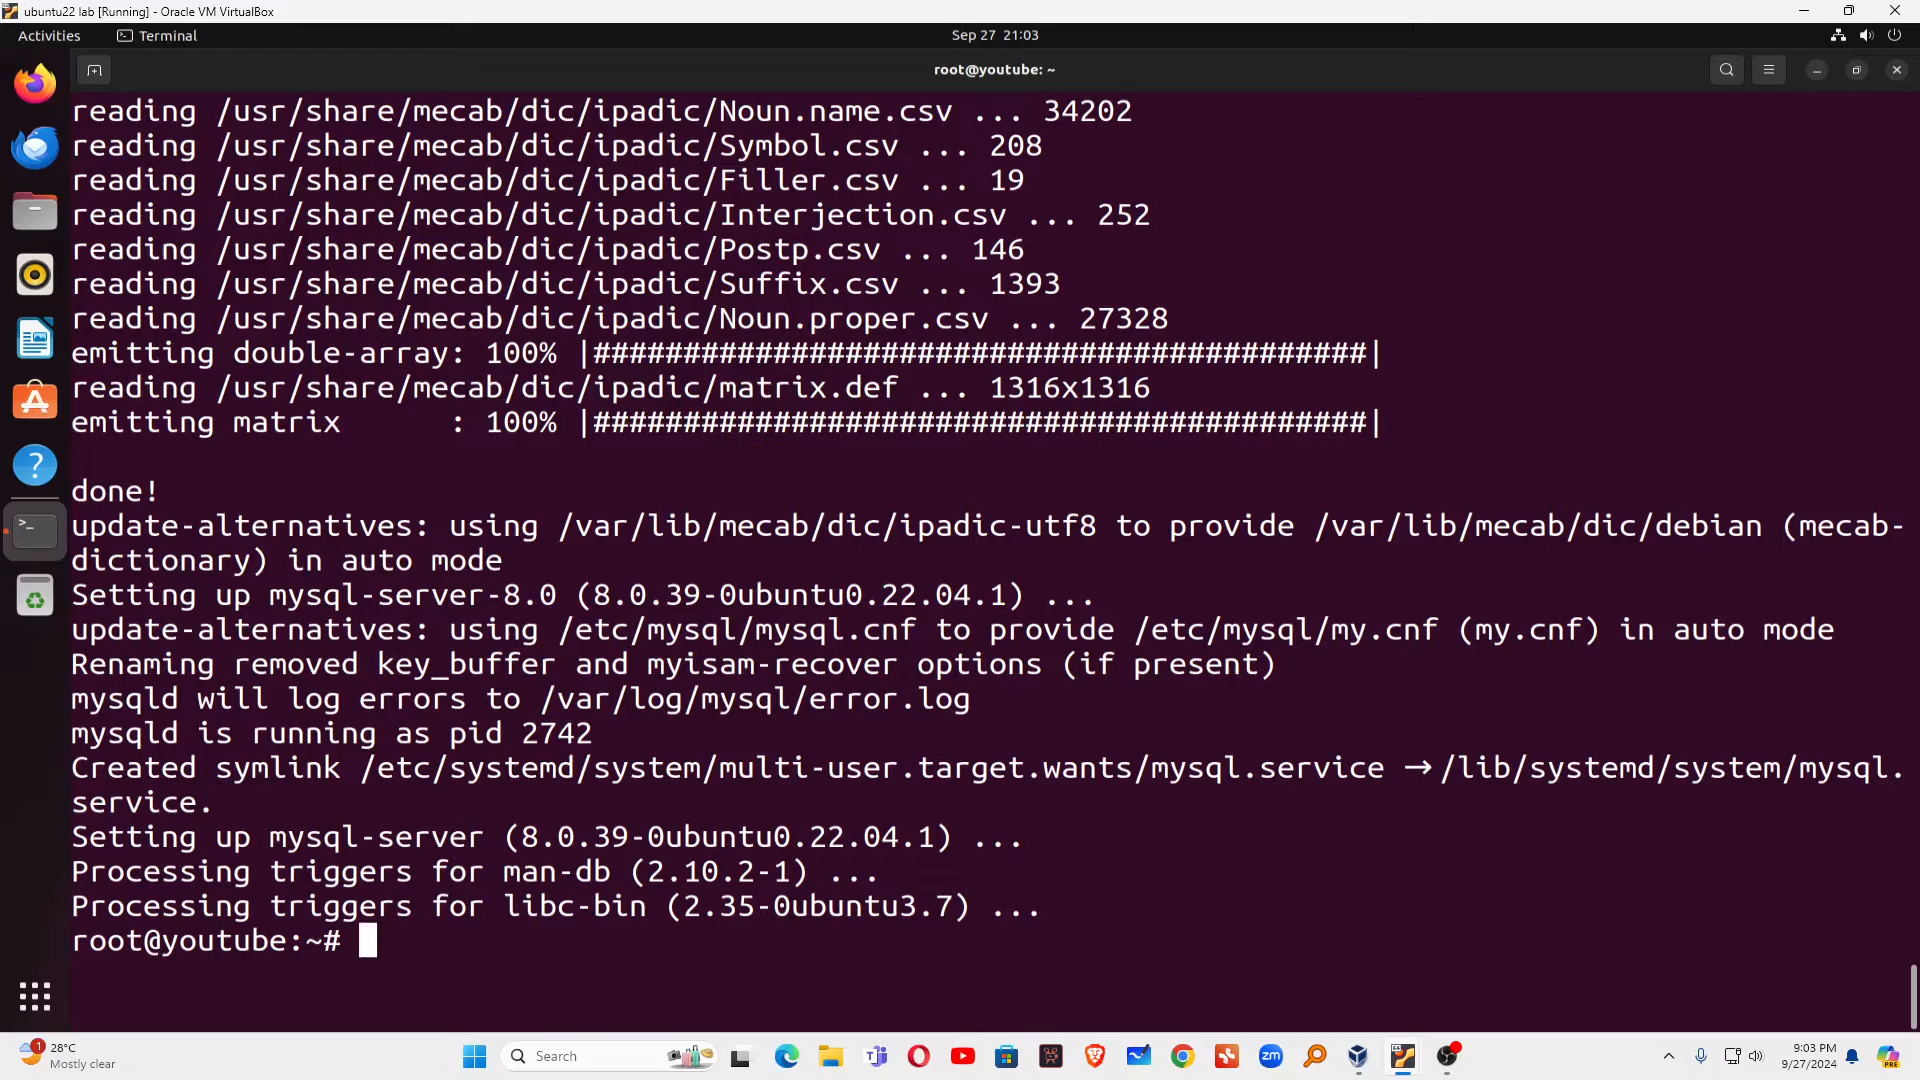 ubuntu22 lab [Running] - Oracle VM VirtualBox
Activities
Terminal
Sep 27 21:03
root@youtube: ~
reading /usr/share/mecab/dic/ipadic/Noun.name.csv ... 34202
reading /usr/share/mecab/dic/ipadic/Symbol.csv ... 208
reading /usr/share/mecab/dic/ipadic/Filler.csv ... 19
reading /usr/share/mecab/dic/ipadic/Interjection.csv ... 252
reading /usr/share/mecab/dic/ipadic/Postp.csv ... 146
reading /usr/share/mecab/dic/ipadic/Suffix.csv ... 1393
reading /usr/share/mecab/dic/ipadic/Noun.proper.csv ... 27328
emitting double-array: 100% |###########################################|
reading /usr/share/mecab/dic/ipadic/matrix.def ... 1316x1316
emitting matrix      : 100% |###########################################|
done!
update-alternatives: using /var/lib/mecab/dic/ipadic-utf8 to provide /var/lib/mecab/dic/debian (mecab-
dictionary) in auto mode
Setting up mysql-server-8.0 (8.0.39-0ubuntu0.22.04.1) ...
update-alternatives: using /etc/mysql/mysql.cnf to provide /etc/mysql/my.cnf (my.cnf) in auto mode
Renaming removed key_buffer and myisam-recover options (if present)
mysqld will log errors to /var/log/mysql/error.log
mysqld is running as pid 2742
Created symlink /etc/systemd/system/multi-user.target.wants/mysql.service → /lib/systemd/system/mysql.
service.
Setting up mysql-server (8.0.39-0ubuntu0.22.04.1) ...
Processing triggers for man-db (2.10.2-1) ...
Processing triggers for libc-bin (2.35-0ubuntu3.7) ...
root@youtube:~#
1
28°C
Mostly clear
Search
zm
9:03 PM
9/27/2024
PRE